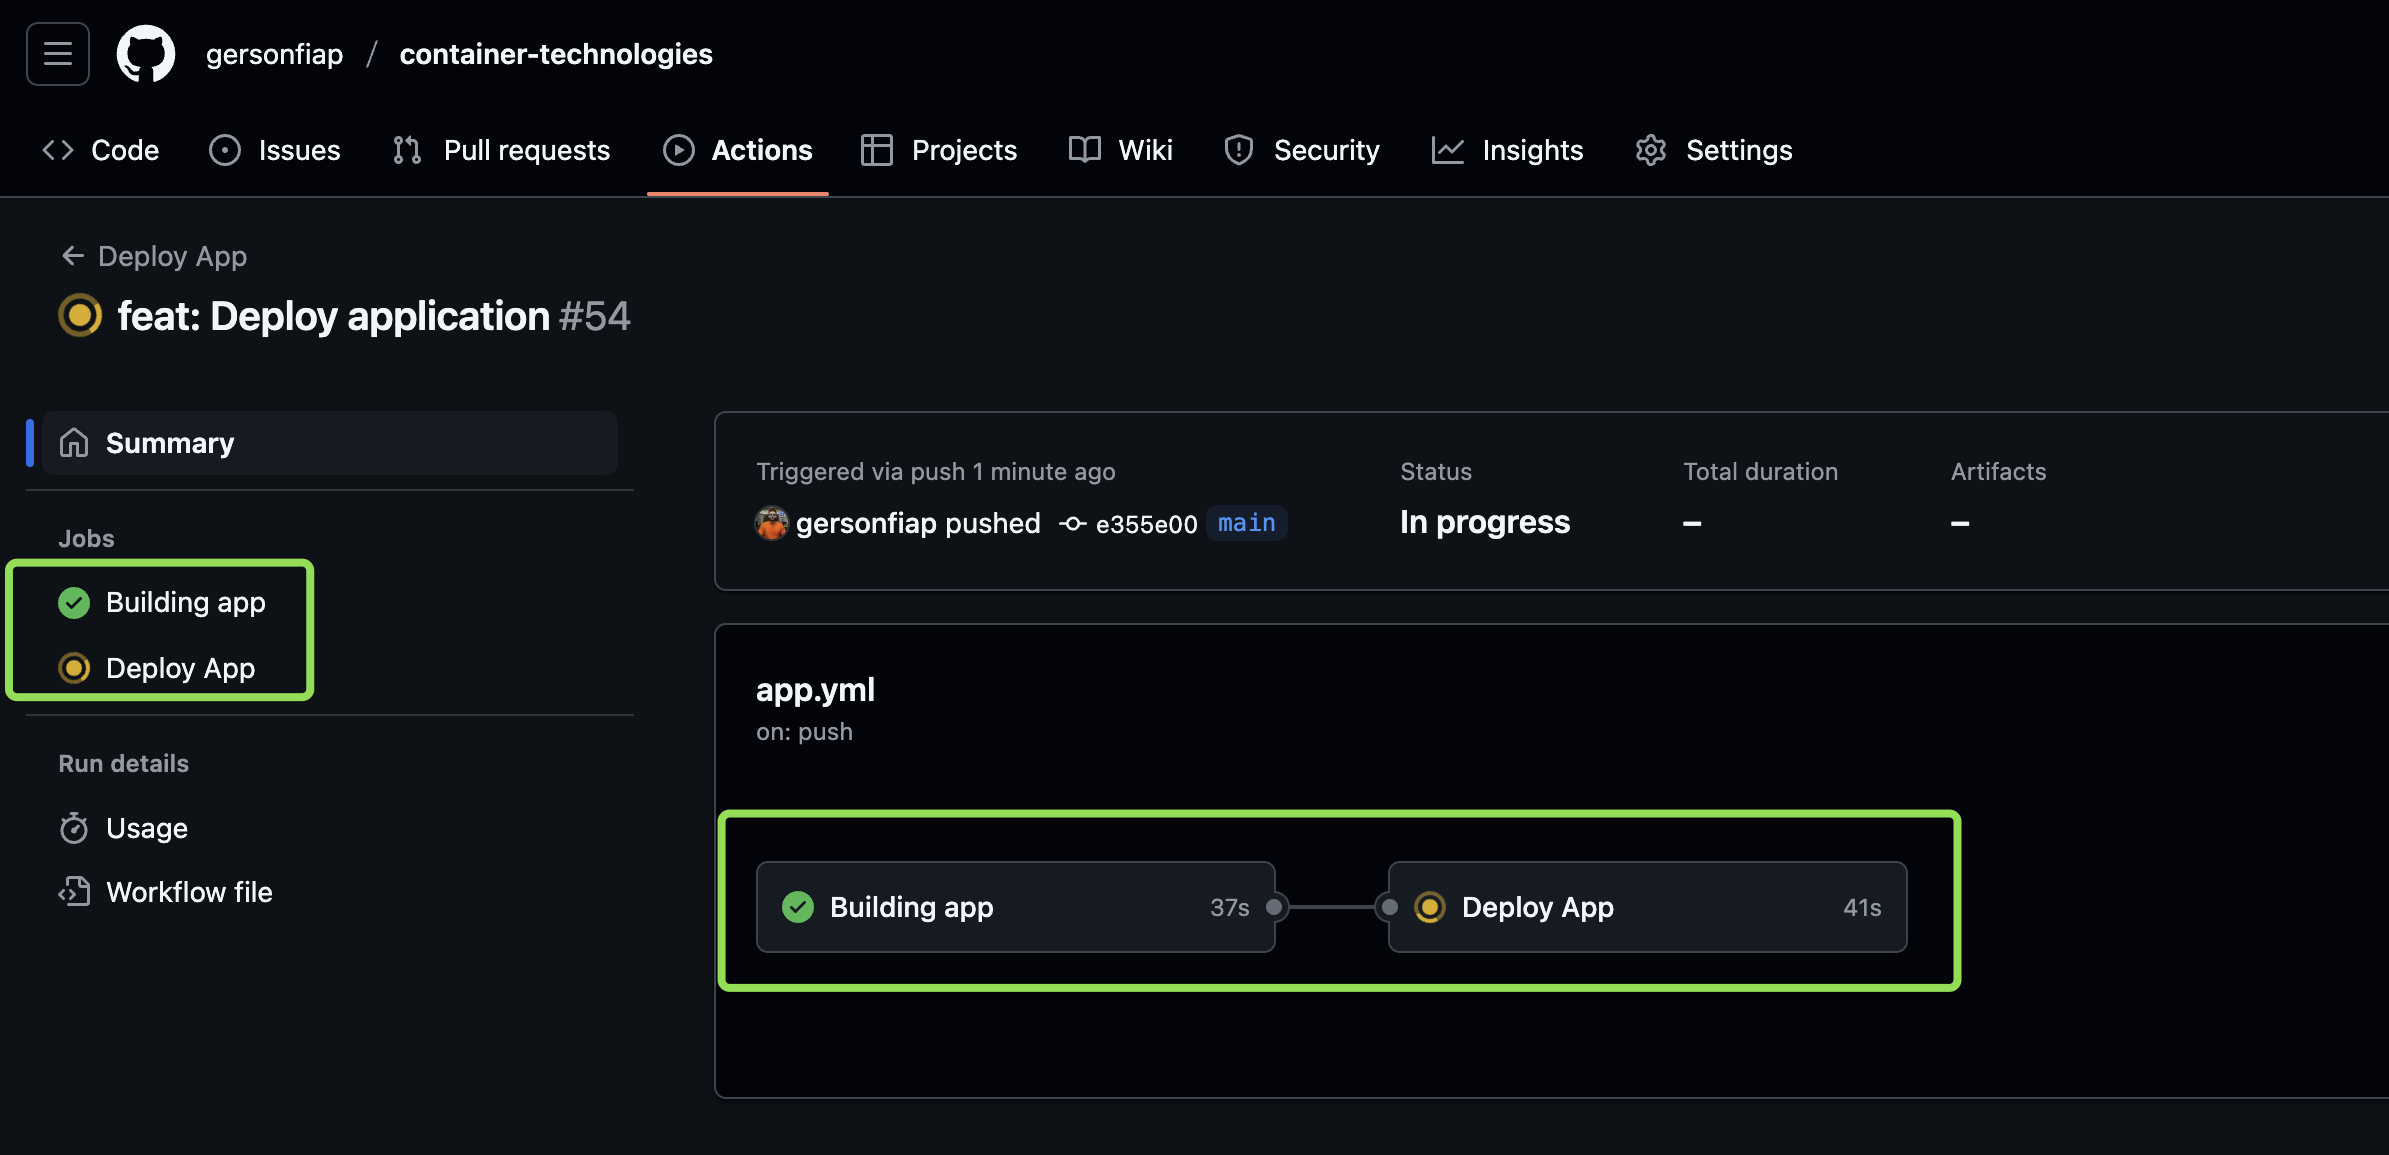 gersonfiap / container-technologies
Code Issues Pull requests Actions Projects Wiki Security Insights Settings
← Deploy App
feat: Deploy application #54
Summary
Jobs
Building app
Deploy App
Run details
Usage
Workflow file
Triggered via push 1 minute ago
gersonfiap pushed e355e00 main
Status
In progress
Total duration
–
Artifacts
–
app.yml
on: push
Building app 37s
Deploy App 41s